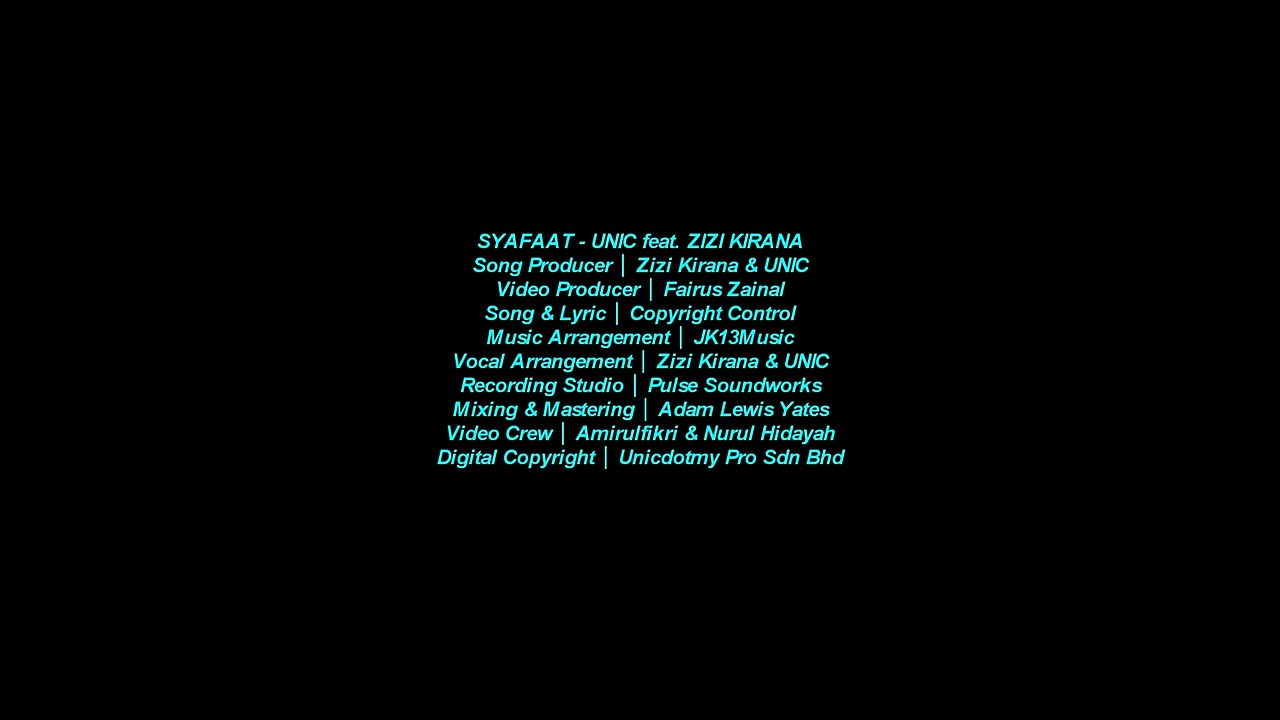 SYAFAAT - UNIC feat. ZIZI KIRANA
Song Producer | Zizi Kirana & UNIC
Video Producer | Fairus Zainal
Song & Lyric | Copyright Control
Music Arrangement | JK13Music
Vocal Arrangement | Zizi Kirana & UNIC
Recording Studio | Pulse Soundworks
Mixing & Mastering | Adam Lewis Yates
Video Crew | Amirulfikri & Nurul Hidayah
Digital Copyright | Unicdotmy Pro Sdn Bhd